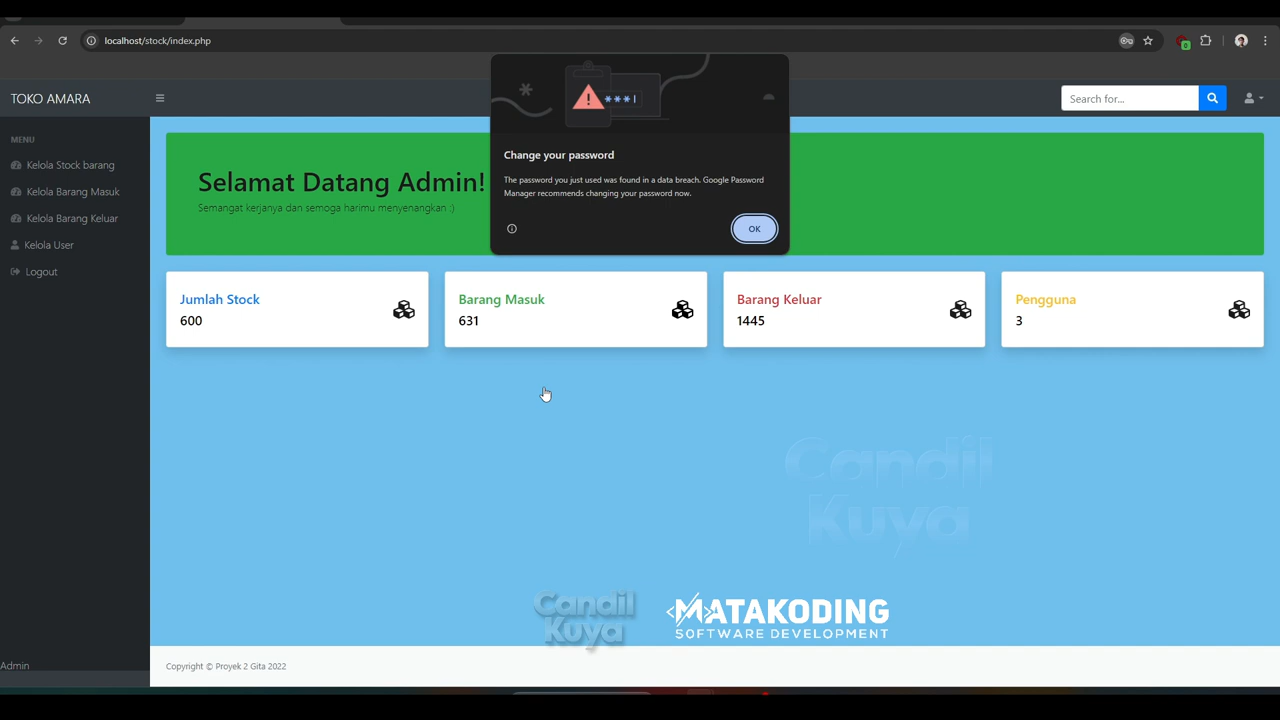 localhost/stock/index.php
0
TOKO AMARA
Search for...
MENU
Kelola Stock barang
Kelola Barang Masuk
Kelola Barang Keluar
Kelola User
Logout
Admin
***|
Change your password
The password you just used was found in a data breach. Google Password
Manager recommends changing your password now.
OK
Selamat Datang Admin!
Semangat kerjanya dan semoga harimu menyenangkan :)
Jumlah Stock
600
Barang Masuk
631
Barang Keluar
1445
Pengguna
3
Candil
Kuya
Candil
Kuya
MATAKODING
SOFTWARE DEVELOPMENT
Copyright © Proyek 2 Gita 2022